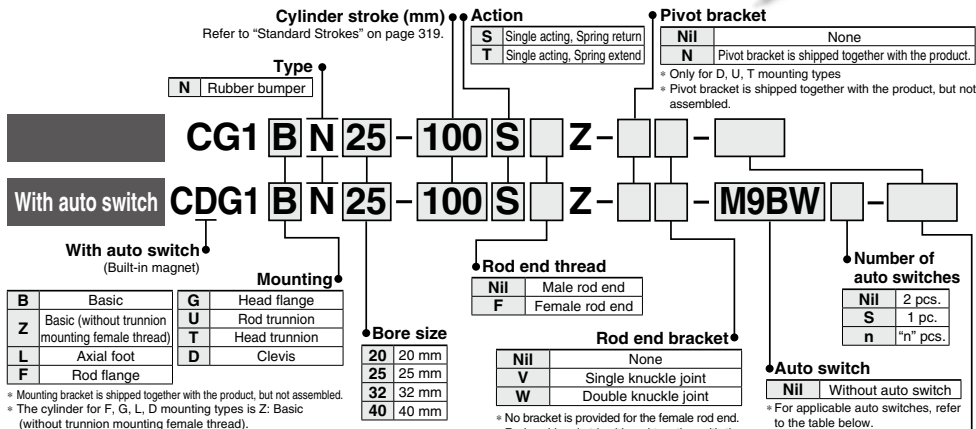 Cylinder stroke (mm)
Refer to “Standard Strokes” on page 319.
Action
S Single acting, Spring return
T Single acting, Spring extend
Pivot bracket
Nil None
N Pivot bracket is shipped together with the product.
* Only for D, U, T mounting types
* Pivot bracket is shipped together with the product, but not
assembled.
Type
N Rubber bumper
CG1 B N 25 - 100 S Z - -
With auto switch CDG1 B N 25 - 100 S Z - - M9BW -
With auto switch
(Built-in magnet)
Mounting
B Basic
Z Basic (without trunnion
mounting female thread)
L Axial foot
F Rod flange
G Head flange
U Rod trunnion
T Head trunnion
D Clevis
* Mounting bracket is shipped together with the product, but not assembled.
* The cylinder for F, G, L, D mounting types is Z: Basic
(without trunnion mounting female thread).
Bore size
20 20 mm
25 25 mm
32 32 mm
40 40 mm
Rod end thread
Nil Male rod end
F Female rod end
Rod end bracket
Nil None
V Single knuckle joint
W Double knuckle joint
* No bracket is provided for the female rod end.
Number of
auto switches
Nil 2 pcs.
S 1 pc.
n “n” pcs.
Auto switch
Nil Without auto switch
* For applicable auto switches, refer
to the table below.